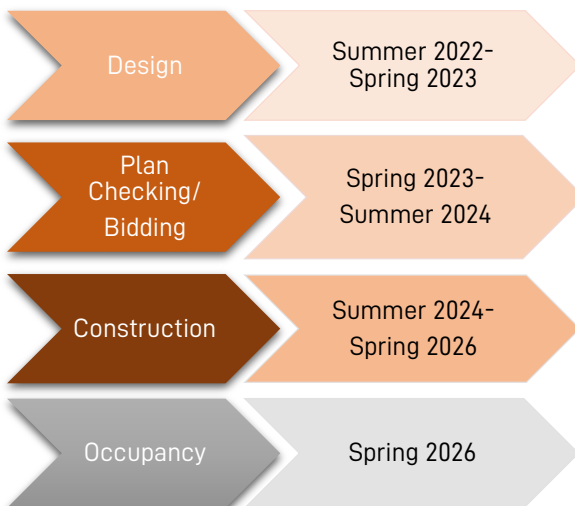 Design
Summer 2022-
Spring 2023
Plan
Checking/
Bidding
Spring 2023-
Summer 2024
Construction
Summer 2024-
Spring 2026
Occupancy
Spring 2026